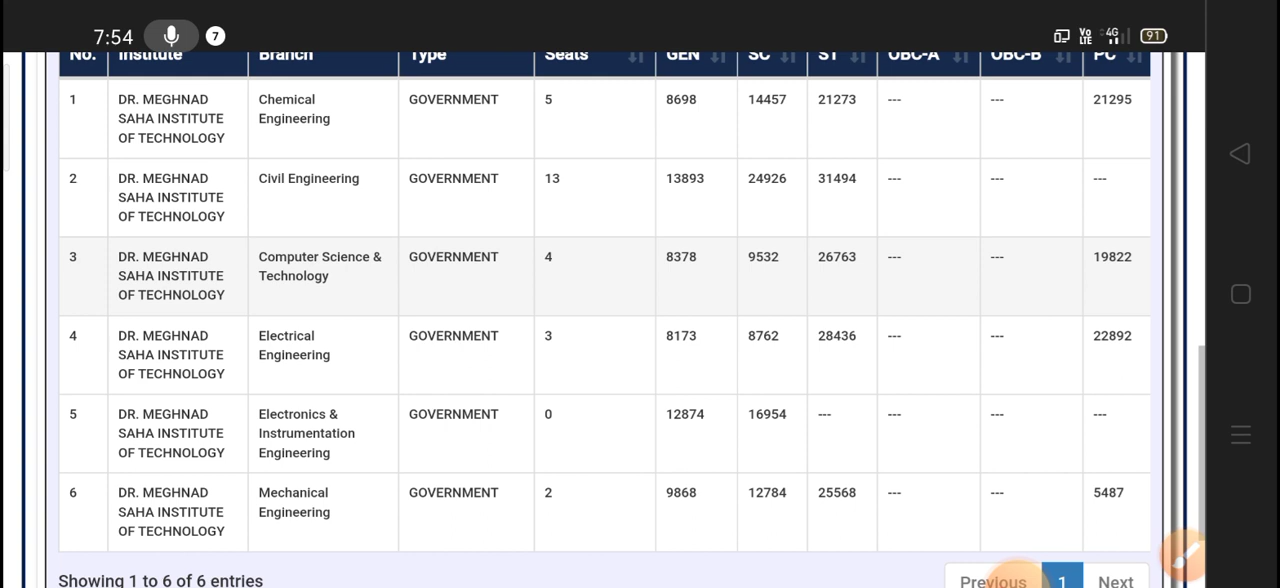 7:54 7 Vo LTE 4G 91
No. Institute Branch Type Seats GEN SC ST OBC-A OBC-B PC
1 DR. MEGHNAD SAHA INSTITUTE OF TECHNOLOGY Chemical Engineering GOVERNMENT 5 8698 14457 21273 --- --- 21295
2 DR. MEGHNAD SAHA INSTITUTE OF TECHNOLOGY Civil Engineering GOVERNMENT 13 13893 24926 31494 --- --- ---
3 DR. MEGHNAD SAHA INSTITUTE OF TECHNOLOGY Computer Science & Technology GOVERNMENT 4 8378 9532 26763 --- --- 19822
4 DR. MEGHNAD SAHA INSTITUTE OF TECHNOLOGY Electrical Engineering GOVERNMENT 3 8173 8762 28436 --- --- 22892
5 DR. MEGHNAD SAHA INSTITUTE OF TECHNOLOGY Electronics & Instrumentation Engineering GOVERNMENT 0 12874 16954 --- --- --- ---
6 DR. MEGHNAD SAHA INSTITUTE OF TECHNOLOGY Mechanical Engineering GOVERNMENT 2 9868 12784 25568 --- --- 5487
Showing 1 to 6 of 6 entries Previous 1 Next